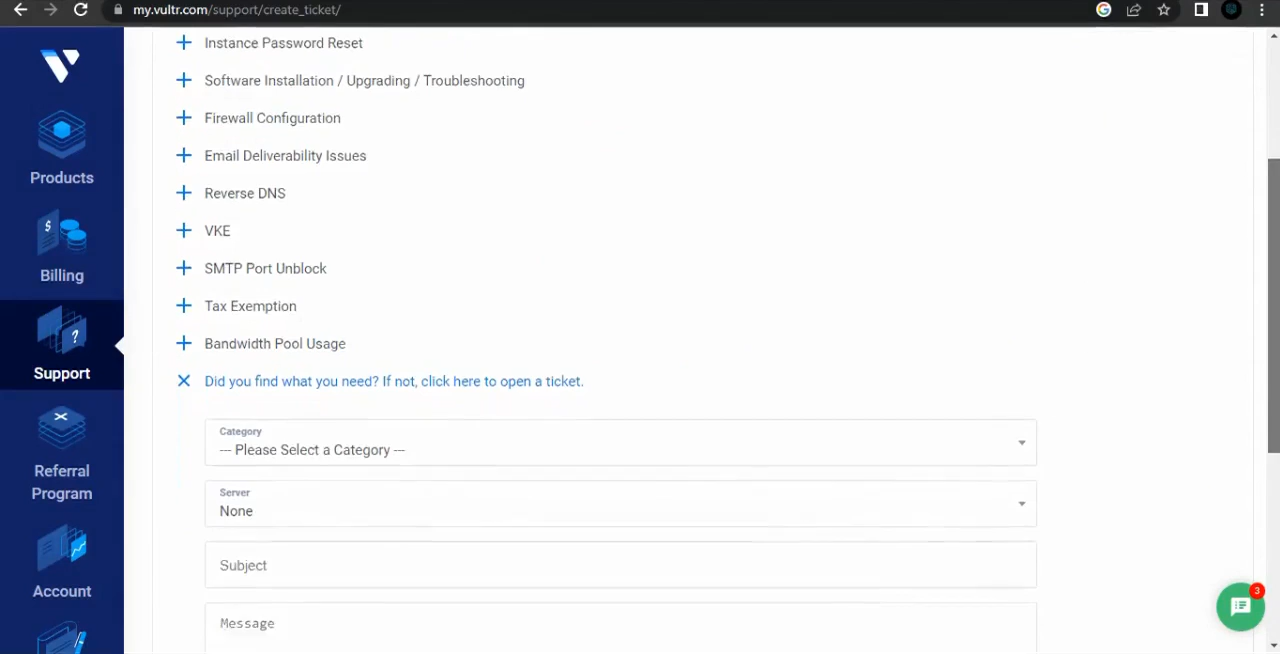 my.vultr.com/support/create_ticket/
Instance Password Reset
Software Installation / Upgrading / Troubleshooting
Firewall Configuration
Email Deliverability Issues
Reverse DNS
VKE
SMTP Port Unblock
Tax Exemption
Bandwidth Pool Usage
Did you find what you need? If not, click here to open a ticket.
Category
--- Please Select a Category ---
Server
None
Subject
Message
Products
$
Billing
?
Support
Referral
Program
Account
3